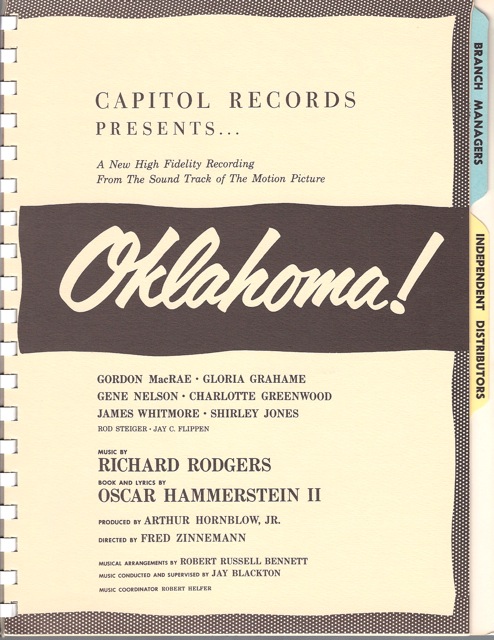 CAPITOL RECORDS
PRESENTS...
A New High Fidelity Recording
From The Sound Track of The Motion Picture
Oklahoma!
GORDON MacRAE • GLORIA GRAHAME
GENE NELSON • CHARLOTTE GREENWOOD
JAMES WHITMORE • SHIRLEY JONES
ROD STEIGER • JAY C. FLIPPEN
MUSIC BY
RICHARD RODGERS
BOOK AND LYRICS BY
OSCAR HAMMERSTEIN II
PRODUCED BY ARTHUR HORNBLOW, JR.
DIRECTED BY FRED ZINNEMANN
MUSICAL ARRANGEMENTS BY ROBERT RUSSELL BENNETT
MUSIC CONDUCTED AND SUPERVISED BY JAY BLACKTON
MUSIC COORDINATOR ROBERT HELFER
BRANCH MANAGERS
INDEPENDENT DISTRIBUTORS